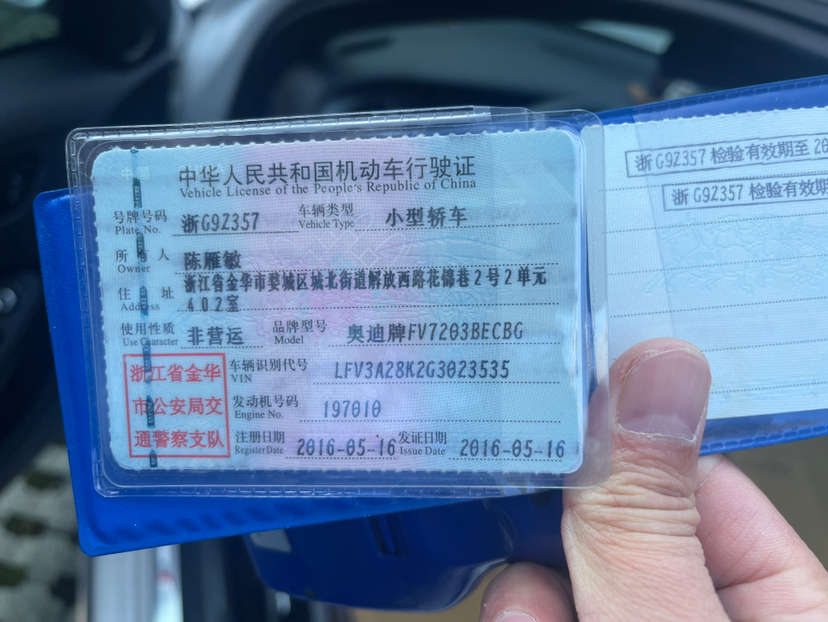 中华人民共和国机动车行驶证
Vehicle License of the People's Republic of China
号牌号码 浙G9Z357 车辆类型 小型轿车
Plate No. Vehicle Type
所有人 陈雁敏
Owner
浙江省金华市婺城区城北街道解放西路花锦巷2号2单元
住址 402室
Address
使用性质 非营运 品牌型号 奥迪牌FV7203BECBG
Use Character Model
浙江省金华
市公安局交
通警察支队
车辆识别代号 LFV3A28K2G3023535
VIN
发动机号码 197010
Engine No.
注册日期 2016-05-16 发证日期 2016-05-16
Register Date Issue Date
浙G9Z357 检验有效期至 20
浙G9Z357 检验有效期